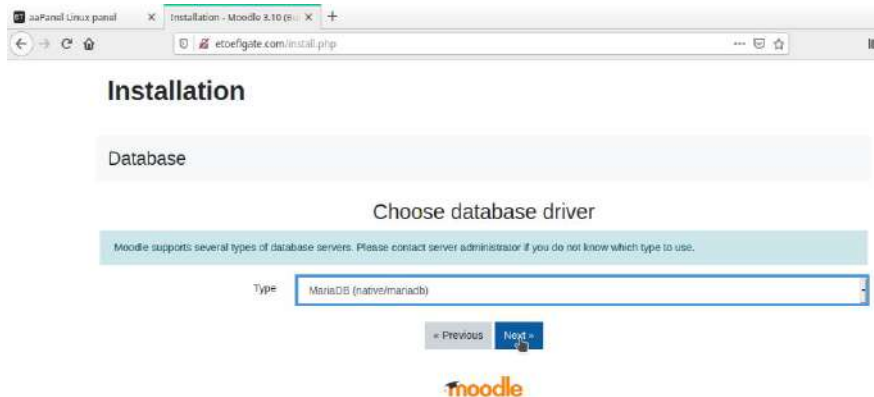 aaPanel Linux panel
Installation - Moodle 3.10 (Bu
etoefigate.com/install.php
Installation
Database
Choose database driver
Moodle supports several types of database servers. Please contact server administrator if you do not know which type to use.
Type
MariaDB (native/mariadb)
« Previous
Next »
moodle